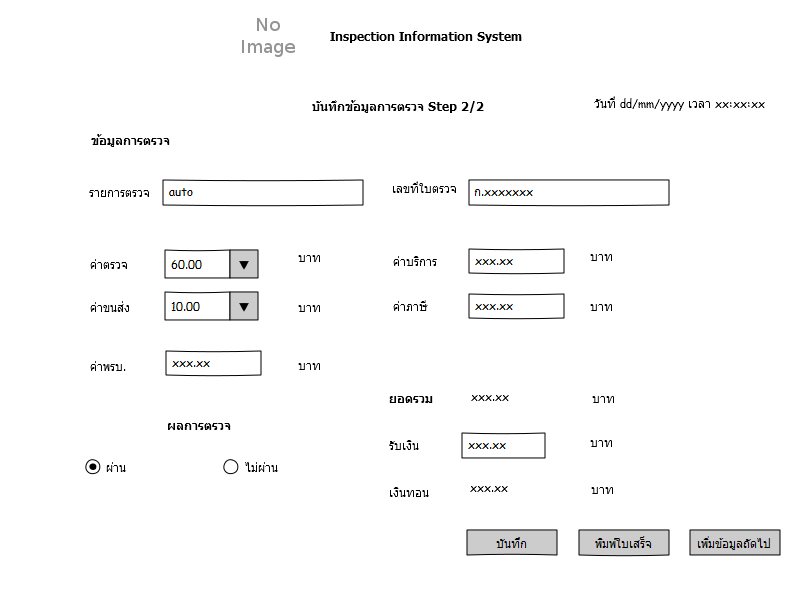 No
Image
Inspection Information System
บันทึกข้อมูลการตรวจ Step 2/2
วันที่ dd/mm/yyyy เวลา xx:xx:xx
ข้อมูลการตรวจ
รายการตรวจ auto เลขที่ใบตรวจ ก.xxxxxxx
ค่าตรวจ 60.00 บาท ค่าบริการ xxx.xx บาท
ค่าขนส่ง 10.00 บาท ค่าภาษี xxx.xx บาท
ค่าพรบ. xxx.xx บาท
ยอดรวม xxx.xx บาท
ผลการตรวจ
รับเงิน xxx.xx บาท
ผ่าน ไม่ผ่าน
เงินทอน xxx.xx บาท
บันทึก พิมพ์ใบเสร็จ เพิ่มข้อมูลถัดไป